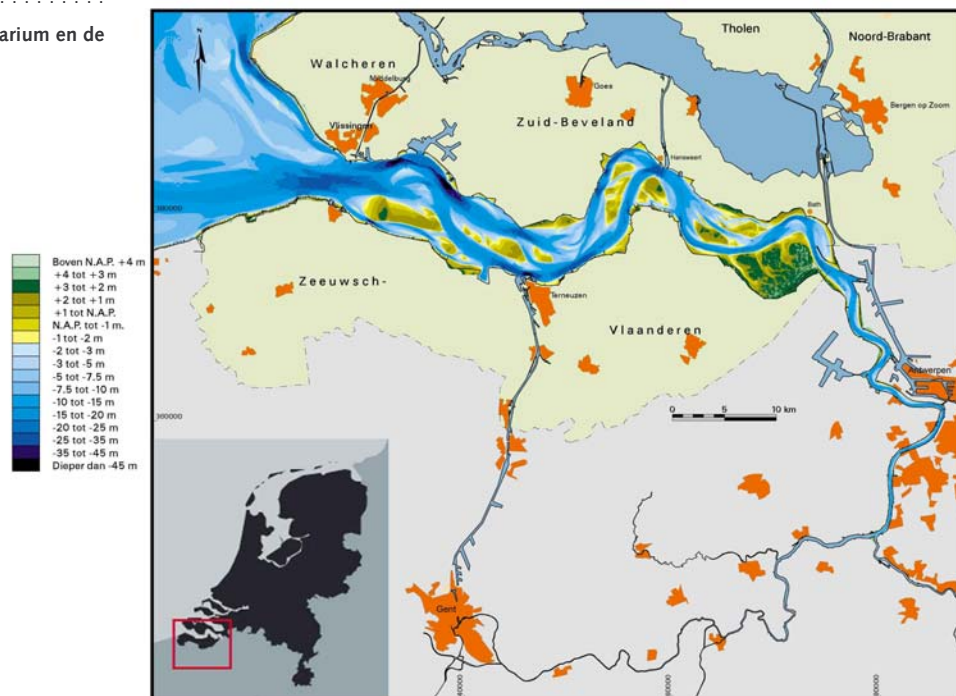 . . . . . . . . . .
arium en de
N
Tholen
Noord-Brabant
Walcheren
Middelburg
Goes
Bergen op Zoom
Vlissingen
Zuid-Beveland
Hansweert
Bath
380000
Boven N.A.P. +4 m
+4 tot +3 m
+3 tot +2 m
+2 tot +1 m
+1 tot N.A.P.
N.A.P. tot -1 m.
-1 tot -2 m
-2 tot -3 m
-3 tot -5 m
-5 tot -7.5 m
-7.5 tot -10 m
-10 tot -15 m
-15 tot -20 m
-20 tot -25 m
-25 tot -35 m
-35 tot -45 m
Dieper dan -45 m
Zeeuwsch-
Terneuzen
Vlaanderen
Antwerpen
0 5 10 km
Gent